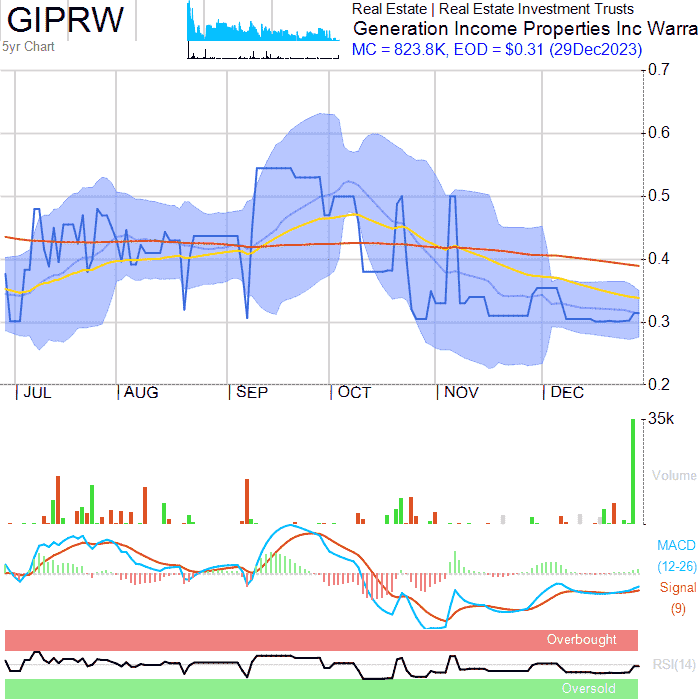 GIPRW
5yr Chart
Real Estate | Real Estate Investment Trusts
Generation Income Properties Inc Warra
MC = 823.8K, EOD = $0.31 (29Dec2023)
0.7
0.6
0.5
0.4
0.3
0.2
|JUL |AUG |SEP |OCT |NOV |DEC
35k
Volume
MACD
(12-26)
Signal
(9)
Overbought
RSI(14)
Oversold